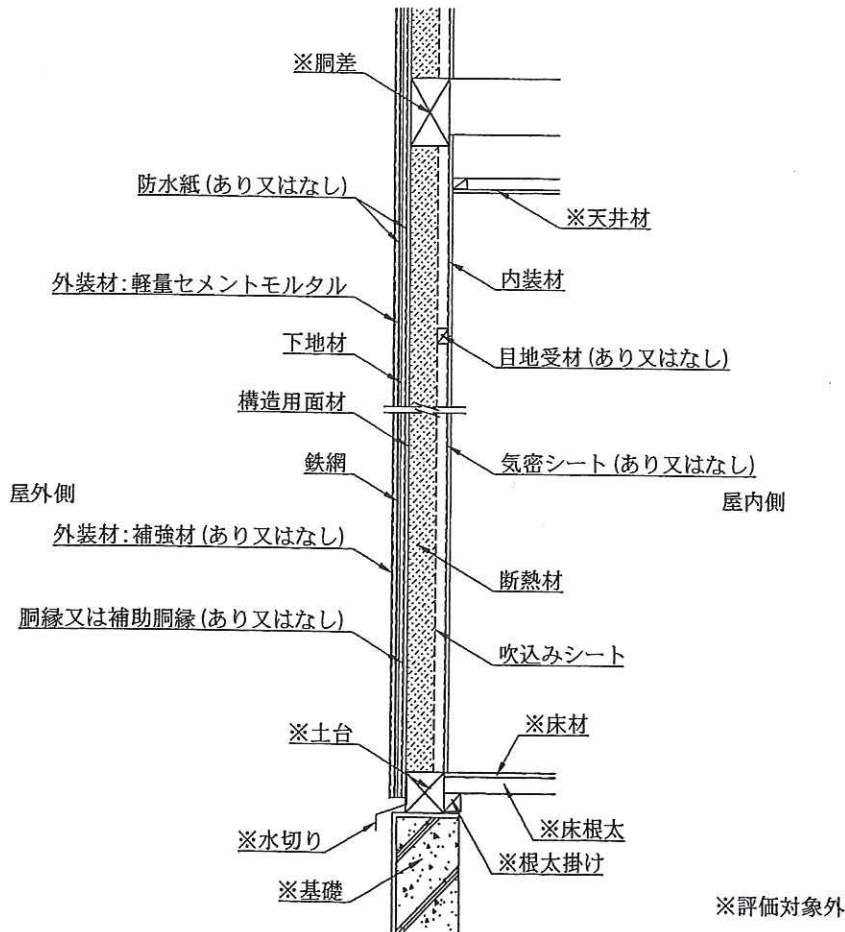 ※胴差
防水紙(あり又はなし)
※天井材
外装材:軽量セメントモルタル
内装材
下地材
目地受材(あり又はなし)
構造用面材
鉄網
気密シート(あり又はなし)
屋外側
屋内側
外装材:補強材(あり又はなし)
断熱材
胴縁又は補助胴縁(あり又はなし)
吹込みシート
※土台
※床材
※水切り
※床根太
※根太掛け
※基礎
※評価対象外